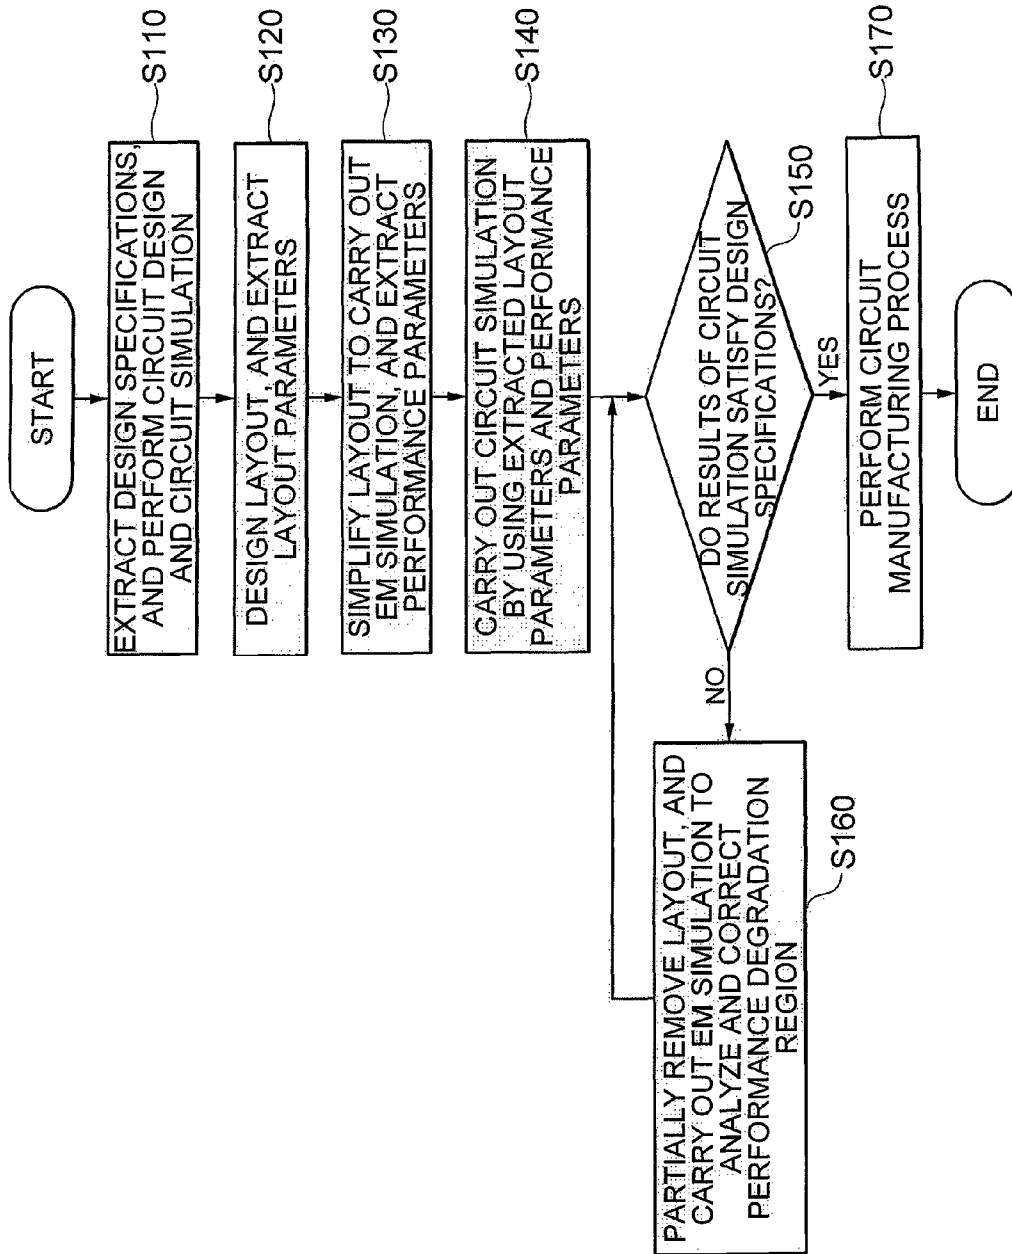 START
EXTRACT DESIGN SPECIFICATIONS,
AND PERFORM CIRCUIT DESIGN
AND CIRCUIT SIMULATION
S110
DESIGN LAYOUT, AND EXTRACT
LAYOUT PARAMETERS
S120
SIMPLIFY LAYOUT TO CARRY OUT
EM SIMULATION, AND EXTRACT
PERFORMANCE PARAMETERS
S130
CARRY OUT CIRCUIT SIMULATION
BY USING EXTRACTED LAYOUT
PARAMETERS AND PERFORMANCE
PARAMETERS
S140
DO RESULTS OF CIRCUIT
SIMULATION SATISFY DESIGN
SPECIFICATIONS?
S150
NO
PARTIALLY REMOVE LAYOUT, AND
CARRY OUT EM SIMULATION TO
ANALYZE AND CORRECT
PERFORMANCE DEGRADATION
REGION
S160
YES
PERFORM CIRCUIT
MANUFACTURING PROCESS
S170
END